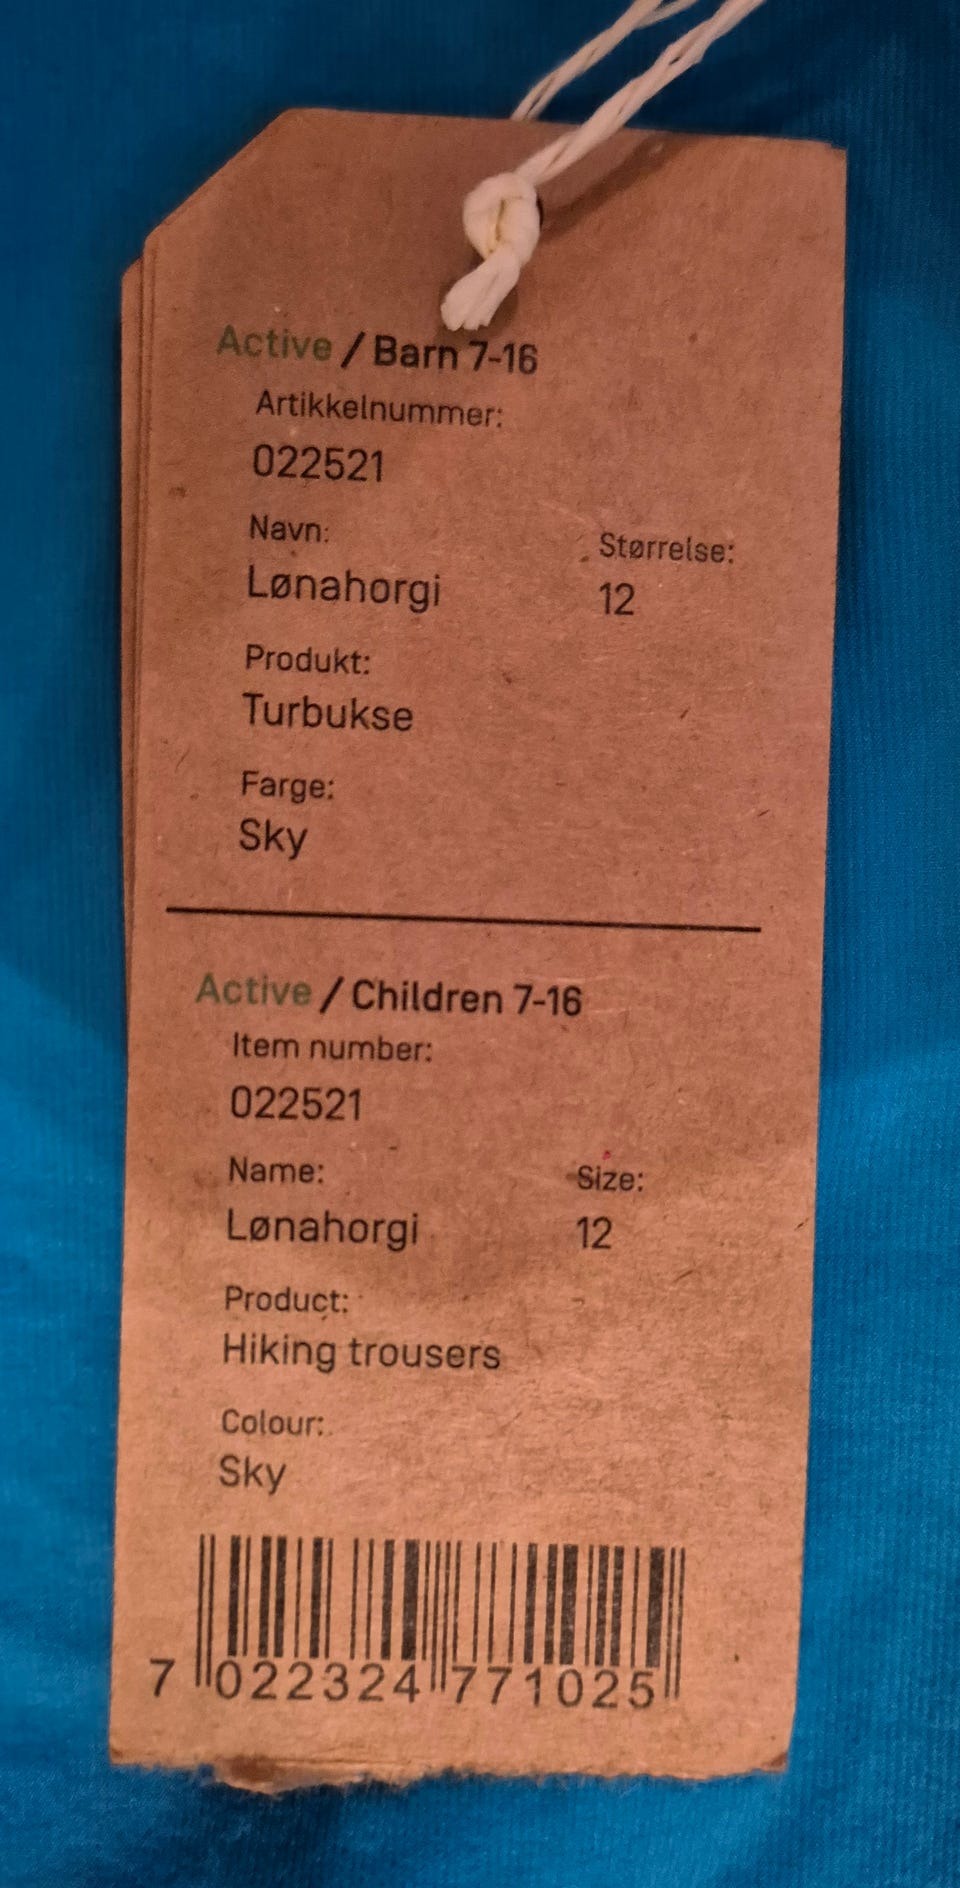 Active / Barn 7-16
Artikkelnummer:
022521
Navn: Størrelse:
Lønahorgi 12
Produkt:
Turbukse
Farge:
Sky
Active / Children 7-16
Item number:
022521
Name: Size:
Lønahorgi 12
Product:
Hiking trousers
Colour:
Sky
7 022324 771025